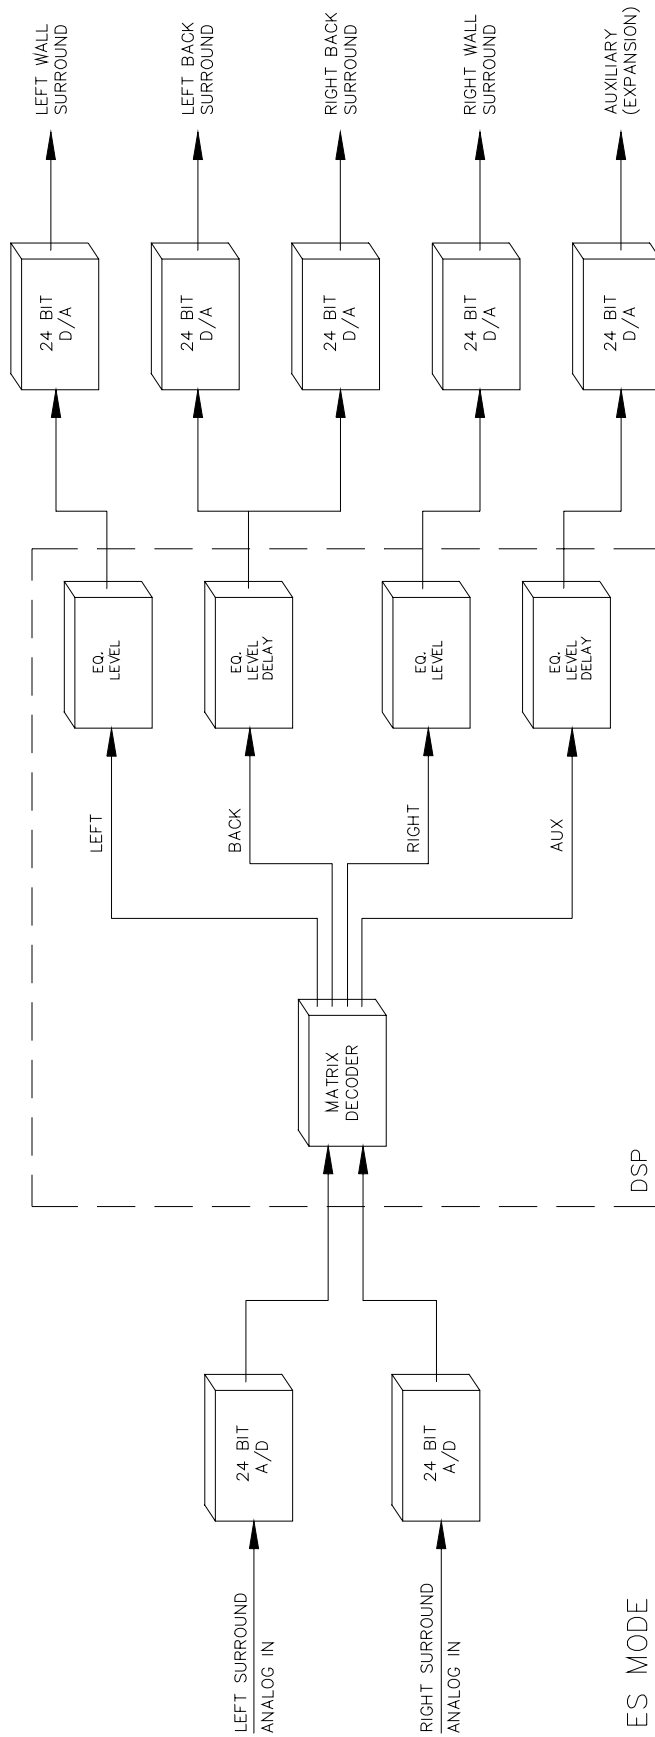 LEFT SURROUND
ANALOG IN
RIGHT SURROUND
ANALOG IN
24 BIT
A/D
24 BIT
A/D
MATRIX
DECODER
LEFT
BACK
RIGHT
AUX
EQ.
LEVEL
EQ.
LEVEL
DELAY
EQ.
LEVEL
EQ.
LEVEL
DELAY
24 BIT
D/A
24 BIT
D/A
24 BIT
D/A
24 BIT
D/A
24 BIT
D/A
LEFT WALL
SURROUND
LEFT BACK
SURROUND
RIGHT BACK
SURROUND
RIGHT WALL
SURROUND
AUXILIARY
(EXPANSION)
DSP
ES MODE